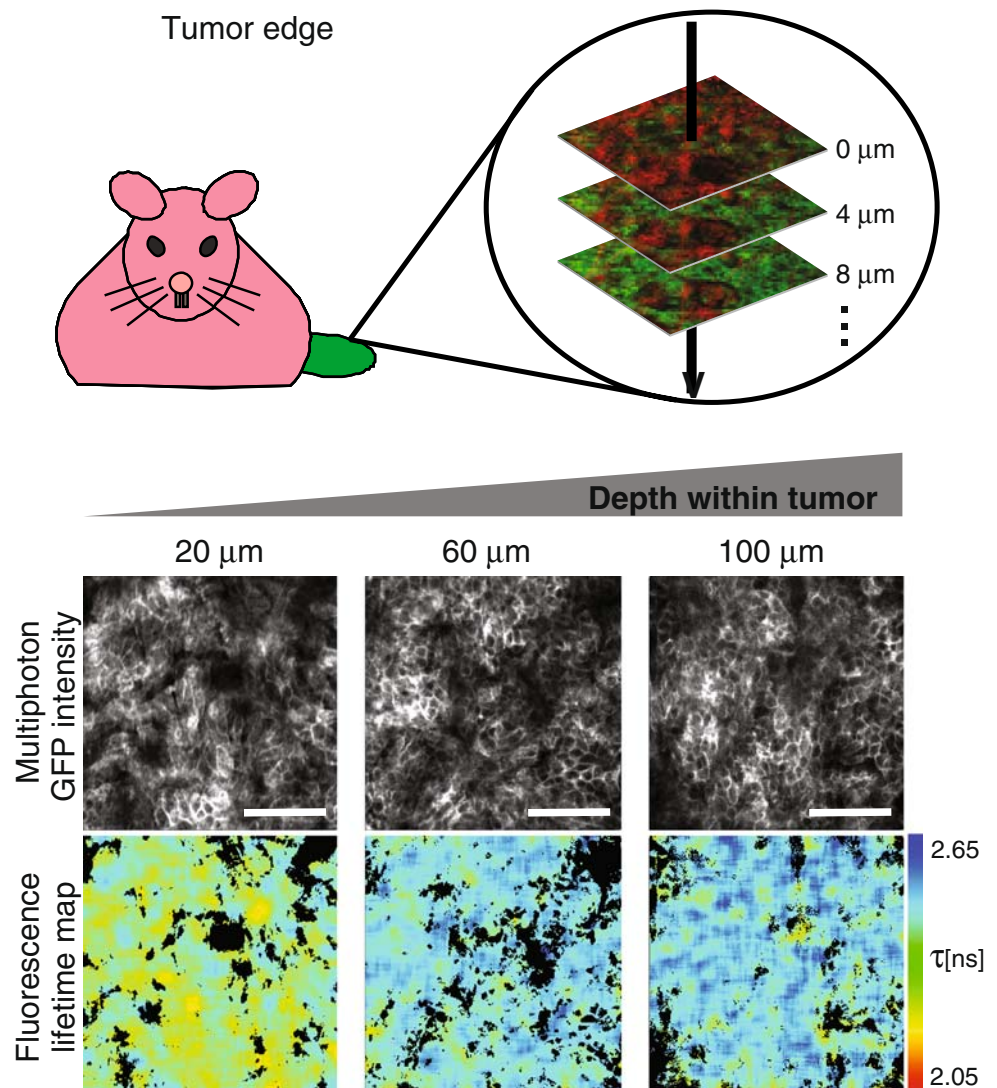 Tumor edge
0 μm
4 μm
8 μm
Depth within tumor
20 μm
60 μm
100 μm
Multiphoton
GFP intensity
Fluorescence
lifetime map
2.65
τ[ns]
2.05